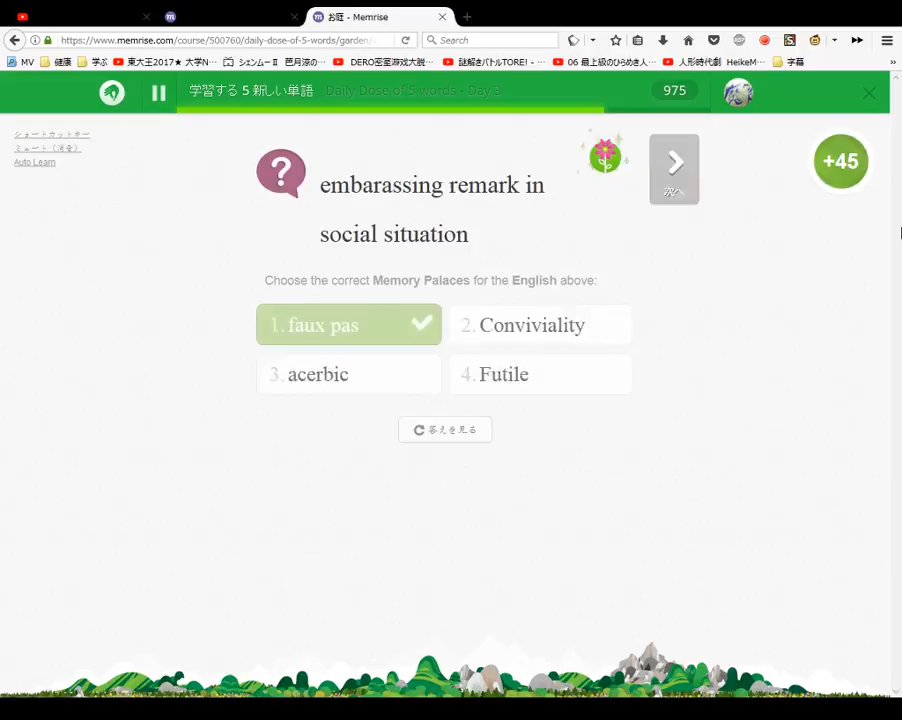 お庭 - Memrise
https://www.memrise.com/course/500760/daily-dose-of-5-words/garden/
Search
MV
健康
学ぶ
東大王2017★ 大学N…
シェンムーⅡ 芭月涼の…
DERO密室游戏大脱…
謎解きバトルTORE! - …
06 最上級のひらめき人…
人形時代劇 HeikeM…
字幕
学習する 5 新しい単語 Daily Dose of 5 words - Day 3
975
ショートカットキー
ミュート（消音）
Auto Learn
?
embarassing remark in
social situation
次へ
+45
Choose the correct Memory Palaces for the English above:
1. faux pas
2. Conviviality
3. acerbic
4. Futile
答えを見る